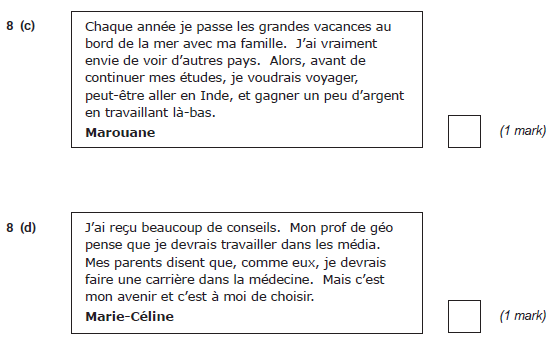 8 (c)
Chaque année je passe les grandes vacances au
bord de la mer avec ma famille. J'ai vraiment
envie de voir d'autres pays. Alors, avant de
continuer mes études, je voudrais voyager,
peut-être aller en Inde, et gagner un peu d'argent
en travaillant là-bas.
Marouane
(1 mark)
8 (d)
J'ai reçu beaucoup de conseils. Mon prof de géo
pense que je devrais travailler dans les média.
Mes parents disent que, comme eux, je devrais
faire une carrière dans la médecine. Mais c'est
mon avenir et c'est à moi de choisir.
Marie-Céline
(1 mark)